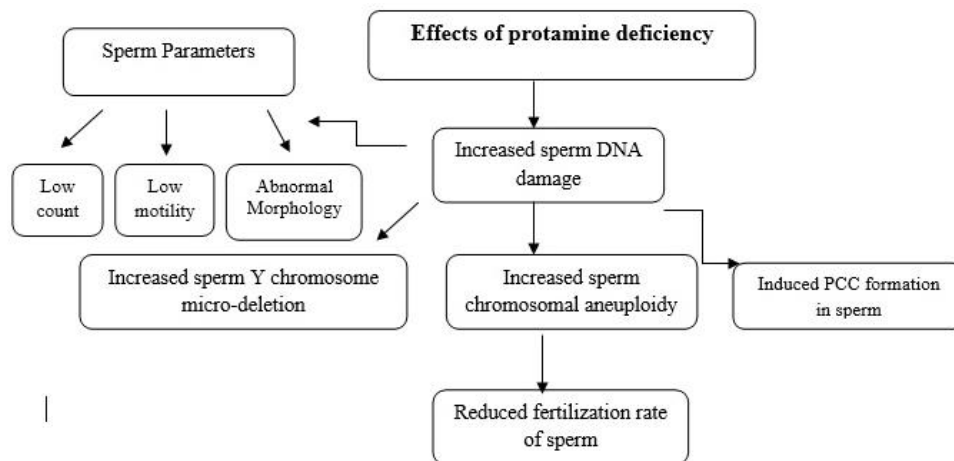 Effects of protamine deficiency
Sperm Parameters
Increased sperm DNA
damage
Low
count
Low
motility
Abnormal
Morphology
Increased sperm Y chromosome
micro-deletion
Increased sperm
chromosomal aneuploidy
Induced PCC formation
in sperm
Reduced fertilization rate
of sperm